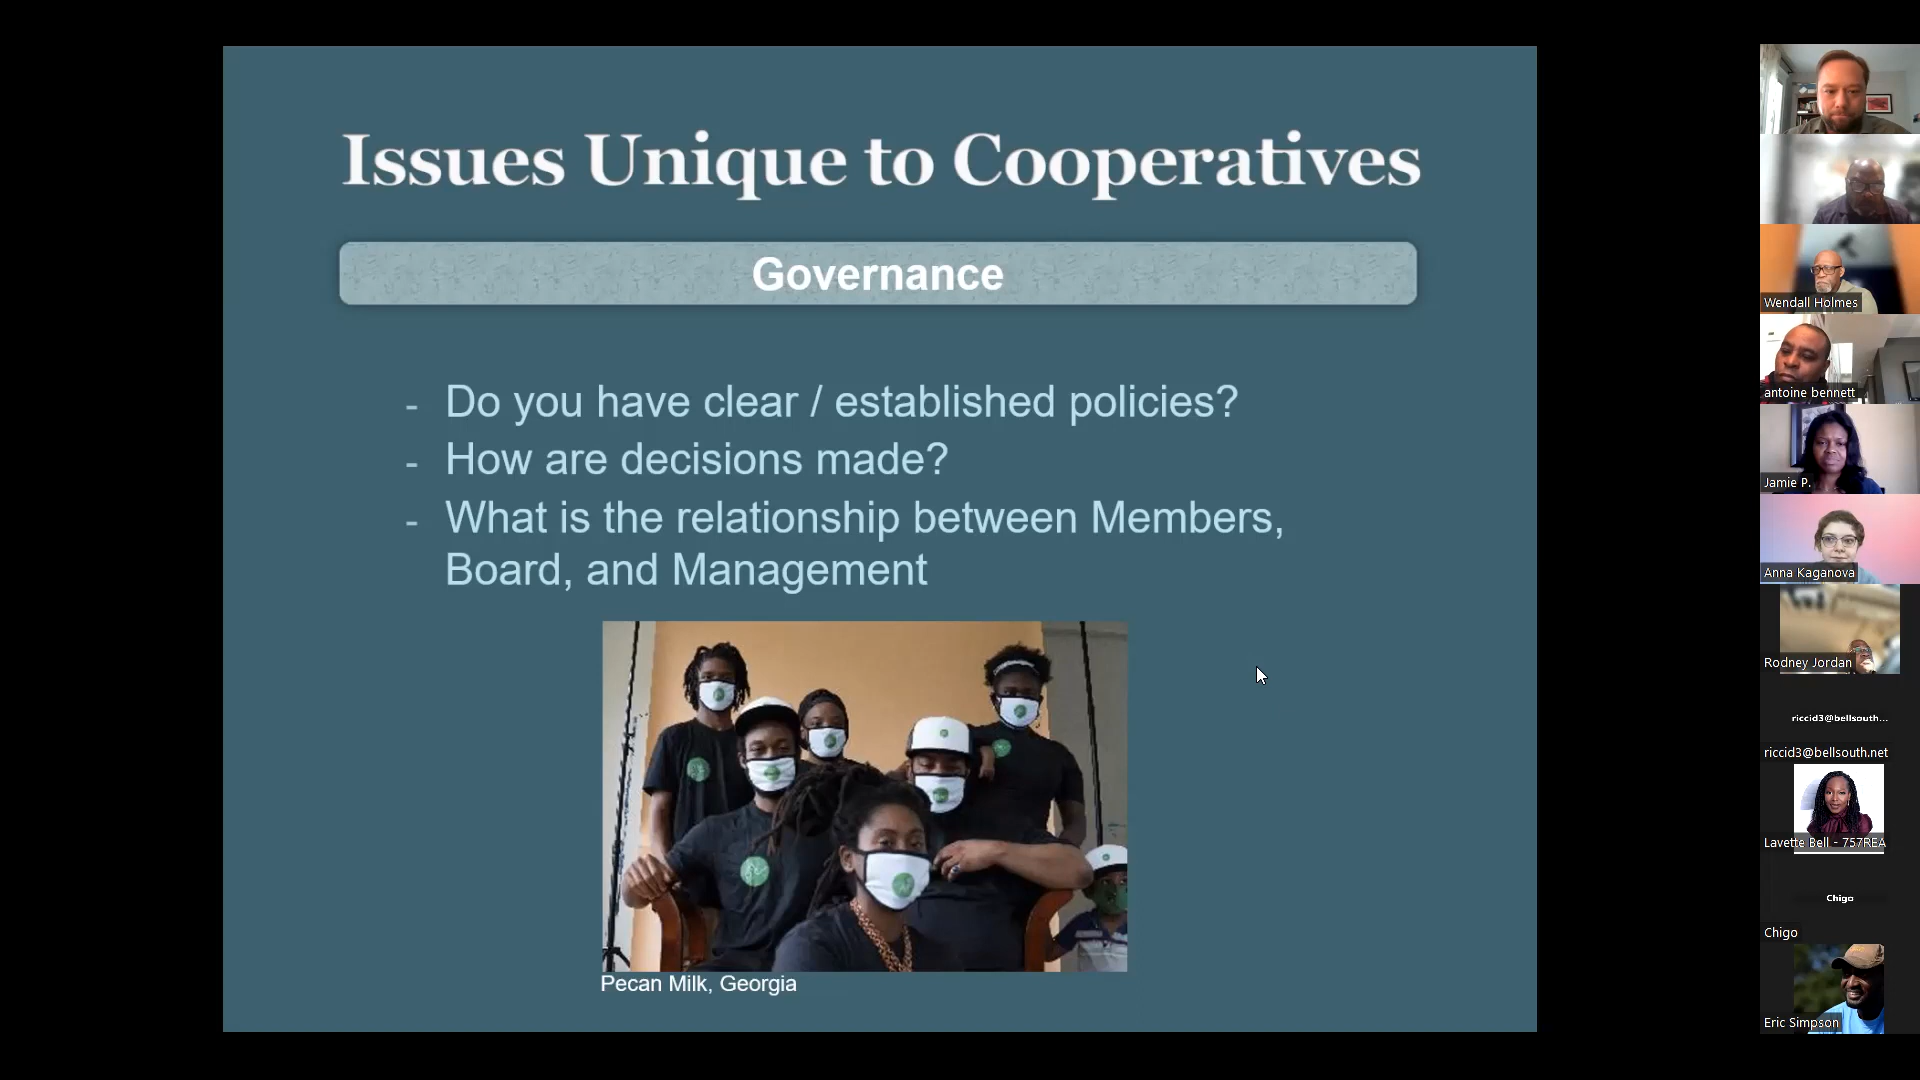 Issues Unique to Cooperatives
Governance
- Do you have clear / established policies?
- How are decisions made?
- What is the relationship between Members,
Board, and Management
Pecan Milk, Georgia
Wendall Holmes
antoine bennett
Jamie P.
Anna Kaganova
Rodney Jordan
riccid3@bellsouth...
riccid3@bellsouth.net
Lavette Bell - 757REA
Chigo
Chigo
Eric Simpson